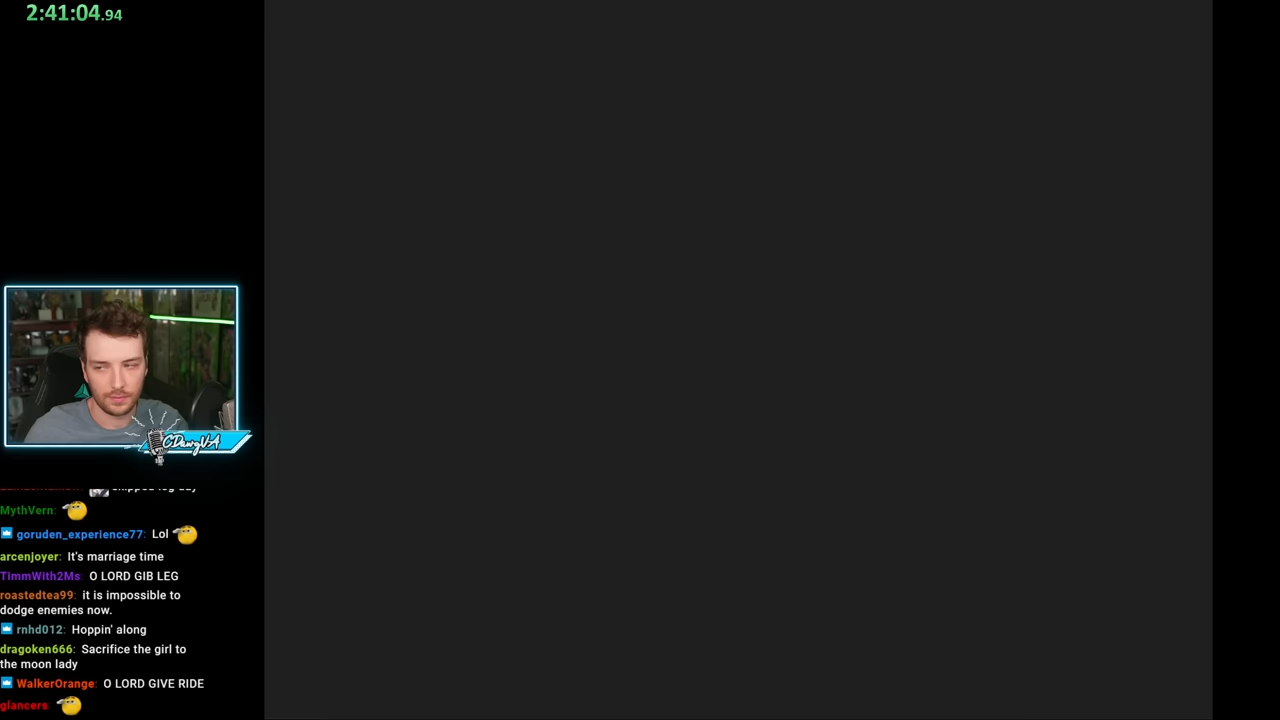 2:41:04.94
CDawgVA
MythVern:
goruden_experience77: Lol
arcenjoyer: It's marriage time
TimmWith2Ms: O LORD GIB LEG
roastedtea99: it is impossible to
dodge enemies now.
rnhd012: Hoppin' along
dragoken666: Sacrifice the girl to
the moon lady
WalkerOrange: O LORD GIVE RIDE
glancers: